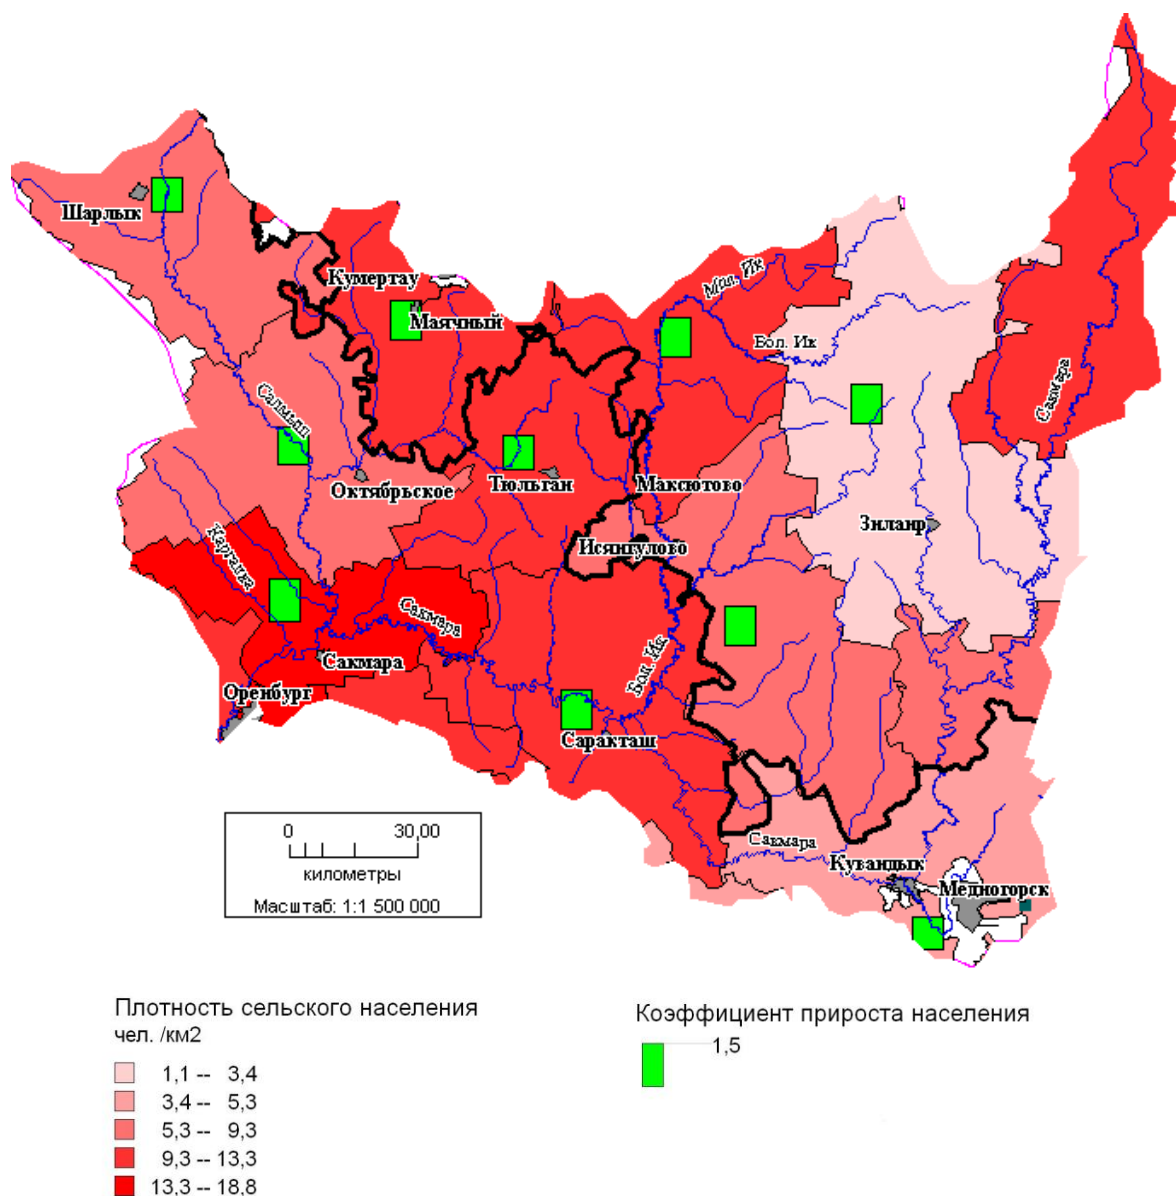 Шарлык
Кумертау
Маячный
Мал. Ик
Бол. Ик
Сакмара
Салмыш
Октябрьское
Тюльган
Максютово
Зилаир
Исянгулово
Каргалка
Сакмара
Сакмара
Оренбург
Бол. Ик
Саракташ
Сакмара
Кувандык
Медногорск
0 30,00
километры
Масштаб: 1:1 500 000
Плотность сельского населения
чел. /км2
1,1 -- 3,4
3,4 -- 5,3
5,3 -- 9,3
9,3 -- 13,3
13,3 -- 18,8
Коэффициент прироста населения
1,5